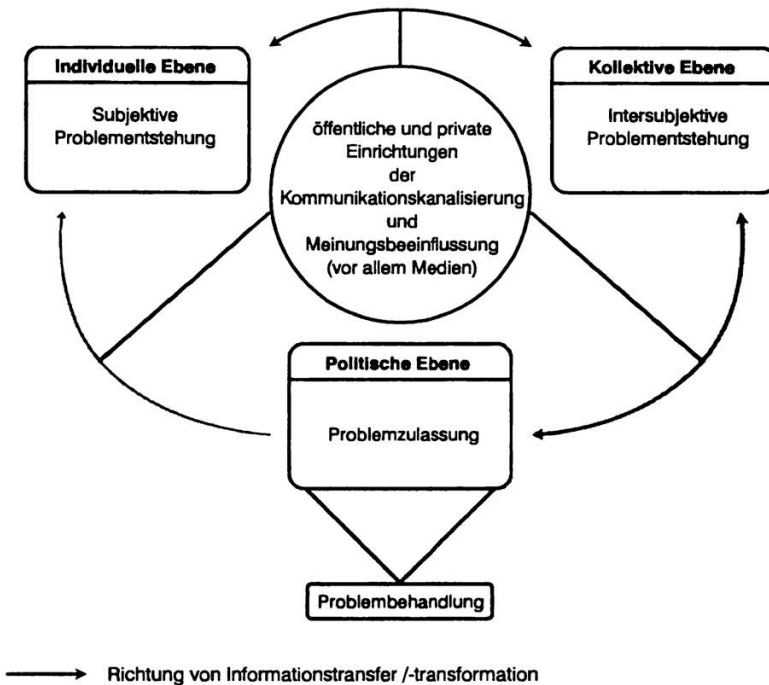 Individuelle Ebene
Subjektive
Problementstehung
öffentliche und private
Einrichtungen
der
Kommunikationskanalisierung
und
Meinungsbeeinflussung
(vor allem Medien)
Kollektive Ebene
Intersubjektive
Problementstehung
Politische Ebene
Problemzulassung
Problembehandlung
Richtung von Informationstransfer /-transformation